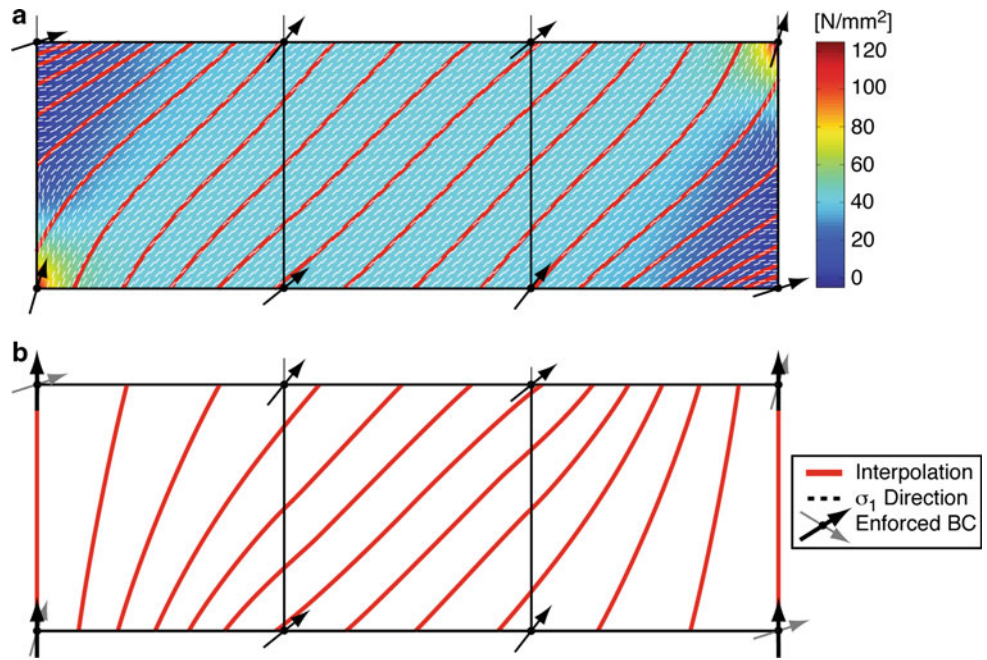 a
[N/mm²]
120
100
80
60
40
20
0
b
Interpolation
σ₁ Direction
Enforced BC